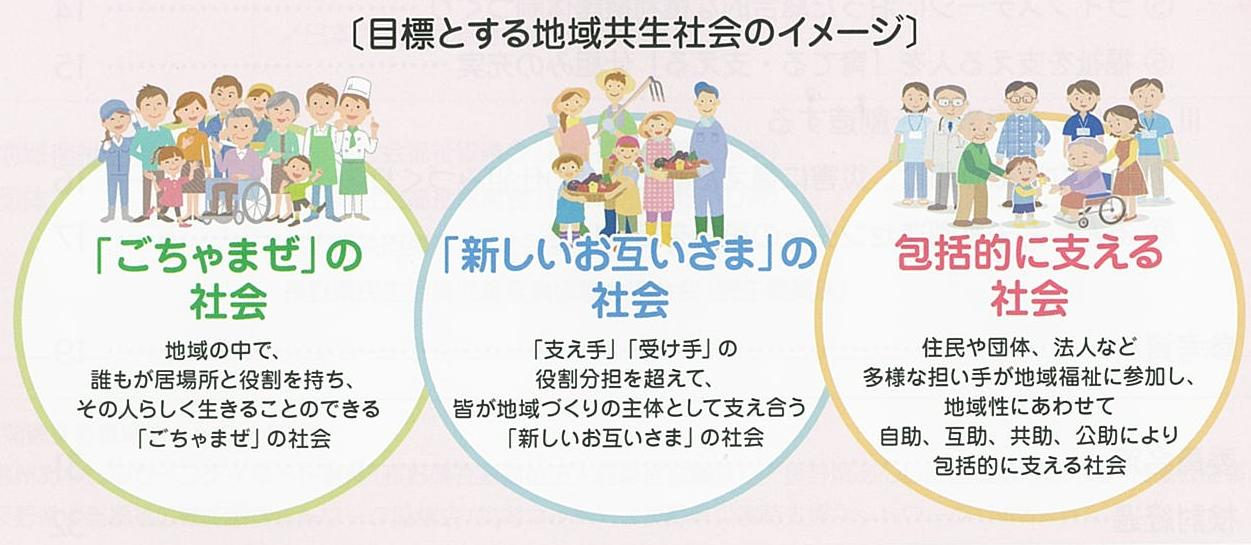 〔目標とする地域共生社会のイメージ〕
「ごちゃまぜ」の
社会
地域の中で、
誰もが居場所と役割を持ち、
その人らしく生きることのできる
「ごちゃまぜ」の社会
「新しいお互いさま」の
社会
「支え手」「受け手」の
役割分担を超えて、
皆が地域づくりの主体として支え合う
「新しいお互いさま」の社会
包括的に支える
社会
住民や団体、法人など
多様な担い手が地域福祉に参加し、
地域性にあわせて
自助、互助、共助、公助により
包括的に支える社会